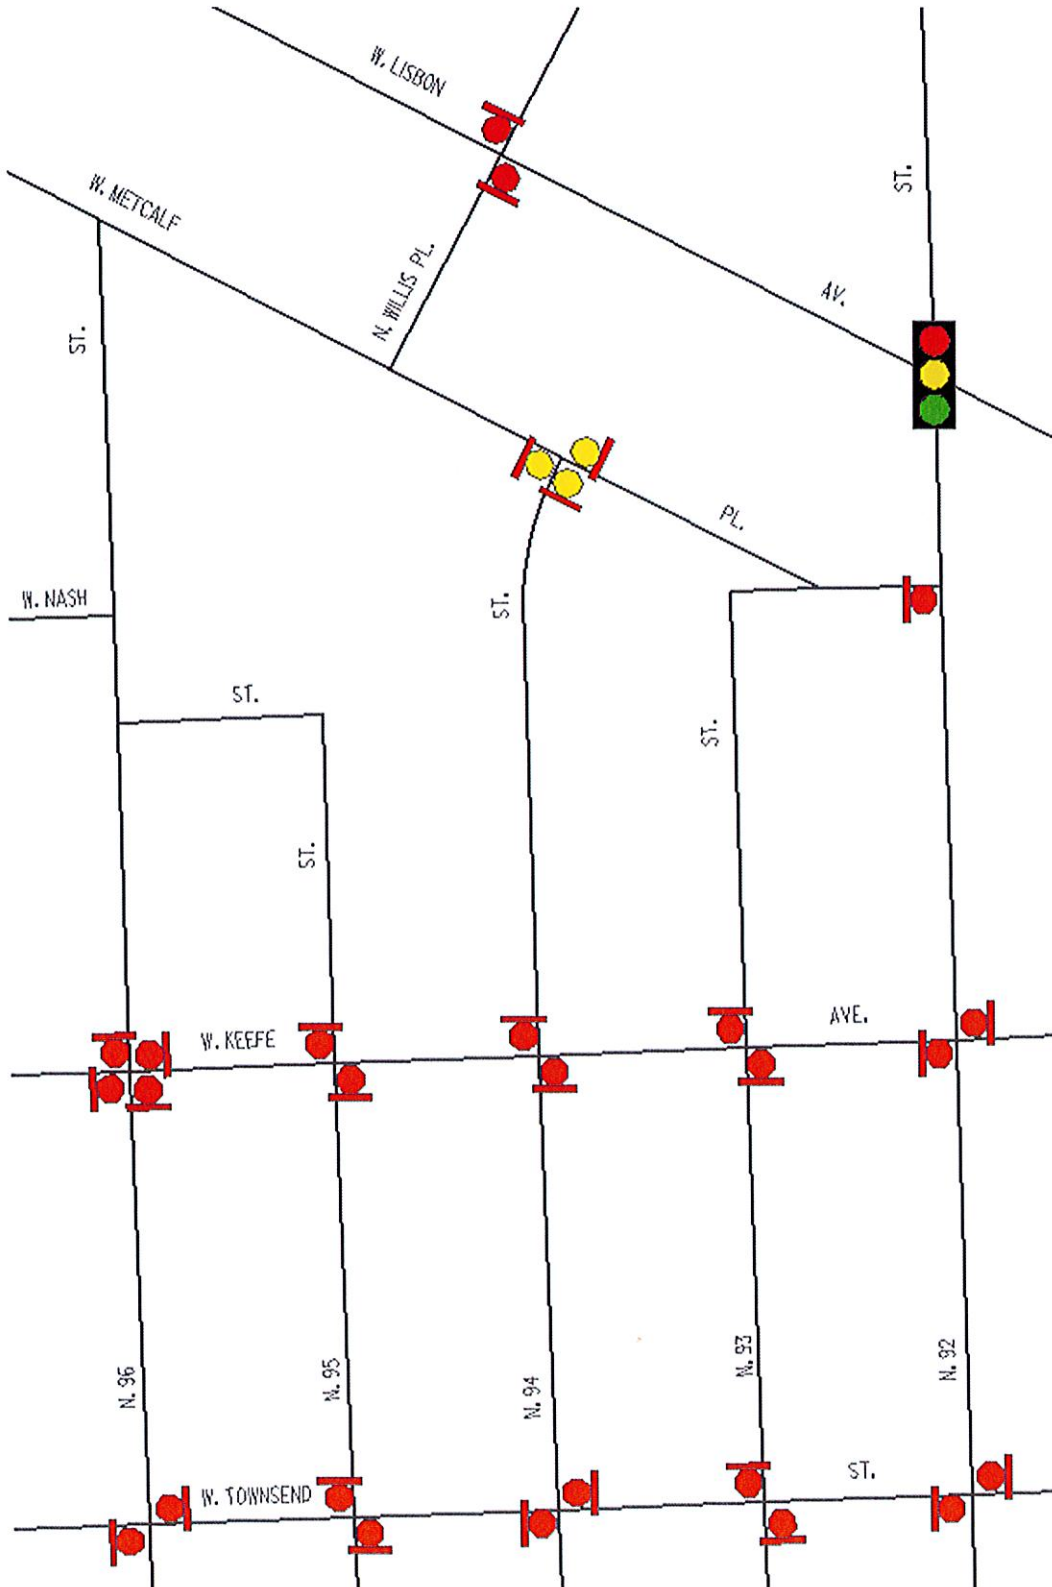 W. LISBON
AV.
ST.
W. METCALF
PL.
N. WILLIS PL.
ST.
W. NASH
ST.
ST.
ST.
ST.
W. KEEFE
AVE.
N. 96
N. 95
N. 94
N. 93
N. 92
W. TOWNSEND
ST.